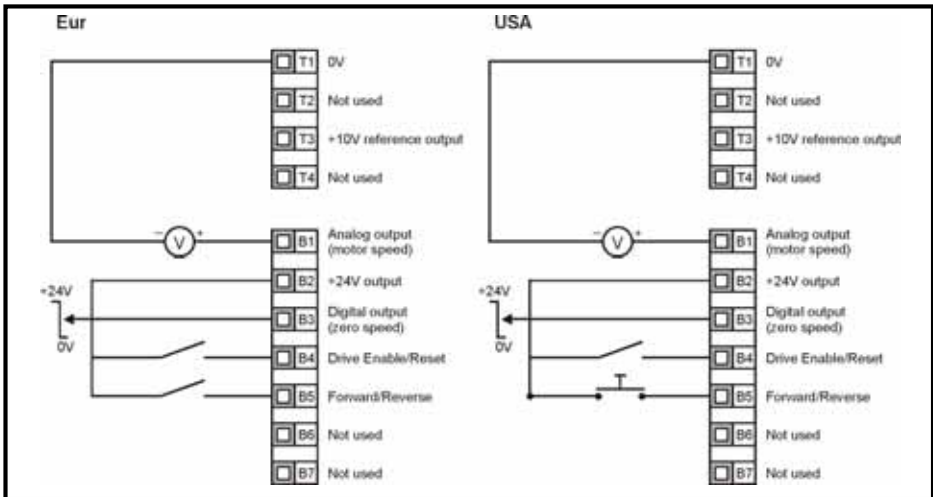 Eur
T1 0V
T2 Not used
T3 +10V reference output
T4 Not used
− V +
B1 Analog output
(motor speed)
B2 +24V output
+24V
B3 Digital output
(zero speed)
0V
B4 Drive Enable/Reset
B5 Forward/Reverse
B6 Not used
B7 Not used
USA
T1 0V
T2 Not used
T3 +10V reference output
T4 Not used
− V +
B1 Analog output
(motor speed)
B2 +24V output
+24V
B3 Digital output
(zero speed)
0V
B4 Drive Enable/Reset
B5 Forward/Reverse
B6 Not used
B7 Not used